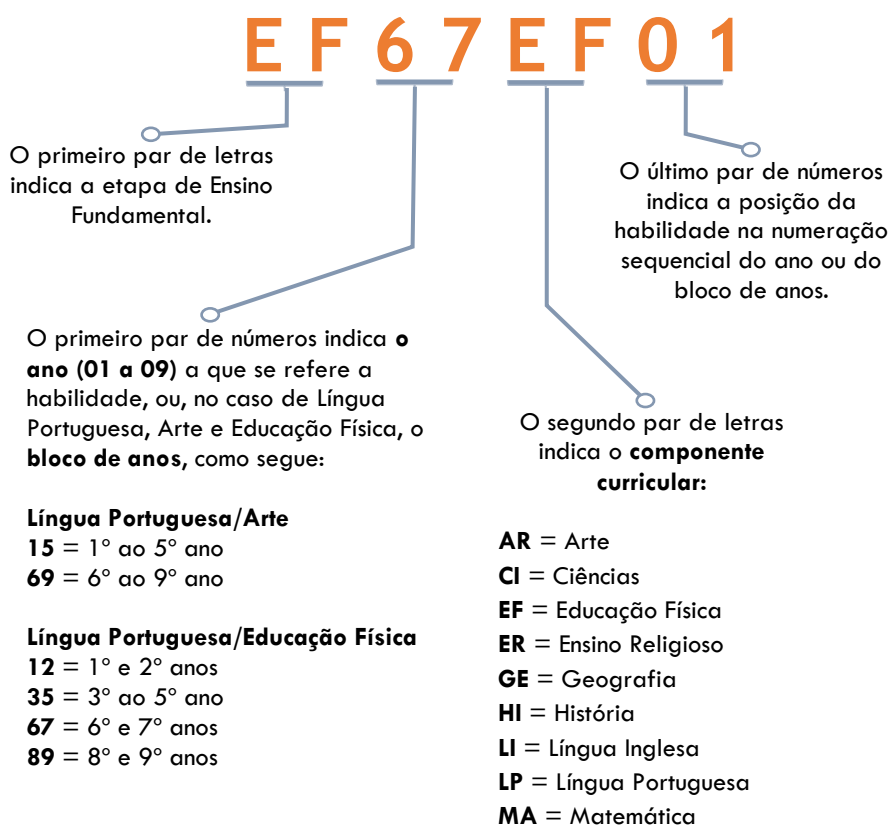 EF67EF01
O primeiro par de letras
indica a etapa de Ensino
Fundamental.
O último par de números
indica a posição da
habilidade na numeração
sequencial do ano ou do
bloco de anos.
O primeiro par de números indica o
ano (01 a 09) a que se refere a
habilidade, ou, no caso de Língua
Portuguesa, Arte e Educação Física, o
bloco de anos, como segue:
Língua Portuguesa/Arte
15 = 1º ao 5º ano
69 = 6º ao 9º ano
Língua Portuguesa/Educação Física
12 = 1º e 2º anos
35 = 3º ao 5º ano
67 = 6º e 7º anos
89 = 8º e 9º anos
O segundo par de letras
indica o componente
curricular:
AR = Arte
CI = Ciências
EF = Educação Física
ER = Ensino Religioso
GE = Geografia
HI = História
LI = Língua Inglesa
LP = Língua Portuguesa
MA = Matemática